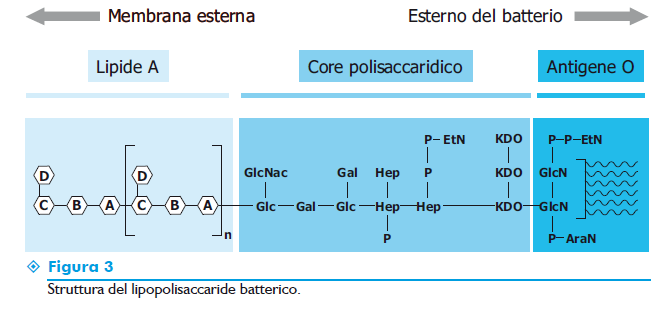 Membrana esterna Esterno del batterio
Lipide A Core polisaccaridico Antigene O
P–EtN KDO P–P–EtN
D D GlcNac Gal Hep P KDO GlcN
C B A C B A Glc Gal Glc Hep Hep KDO GlcN
n P P–AraN
Figura 3
Struttura del lipopolisaccaride batterico.